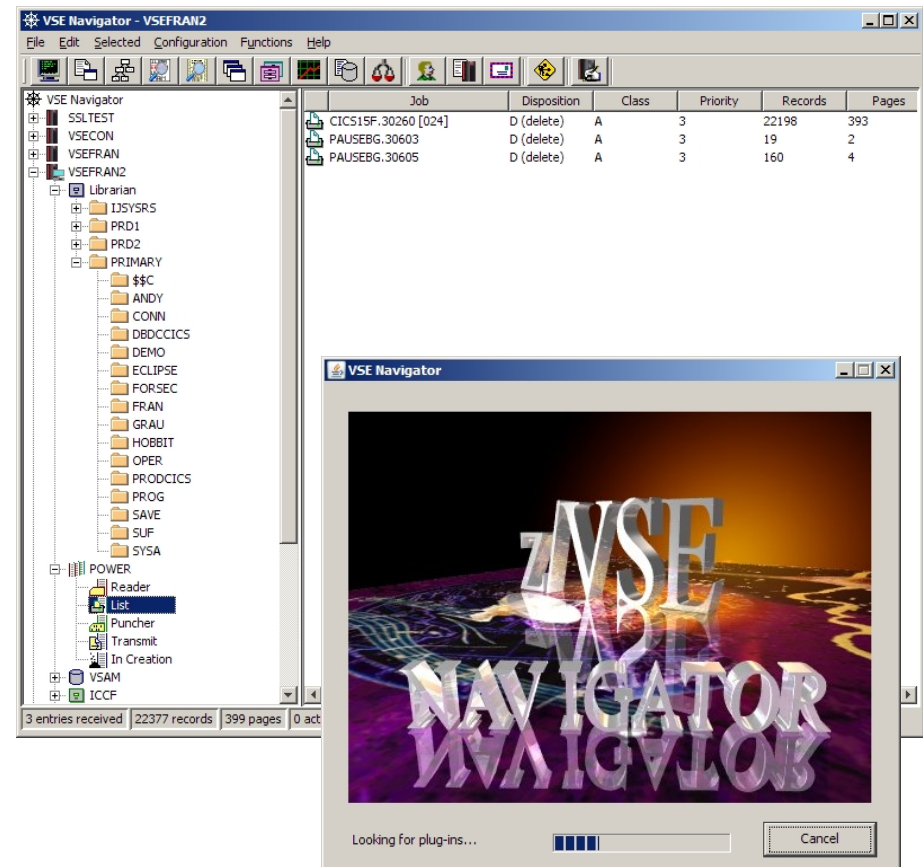 VSE Navigator - VSEFRAN2
File Edit Selected Configuration Functions Help
VSE Navigator
SSLTEST
VSECON
VSEFRAN
VSEFRAN2
Librarian
IJSYSRS
PRD1
PRD2
PRIMARY
$$C
ANDY
CONN
DBDCCICS
DEMO
ECLIPSE
FORSEC
FRAN
GRAU
HOBBIT
OPER
PRODCICS
PROG
SAVE
SUF
SYSA
POWER
Reader
List
Puncher
Transmit
In Creation
VSAM
ICCF
Job Disposition Class Priority Records Pages
CICS15F.30260 [024] D (delete) A 3 22198 393
PAUSEBG.30603 D (delete) A 3 19 2
PAUSEBG.30605 D (delete) A 3 160 4
3 entries received 22377 records 399 pages 0 act
VSE Navigator
z/VSE
NAVIGATOR
Looking for plug-ins...
Cancel